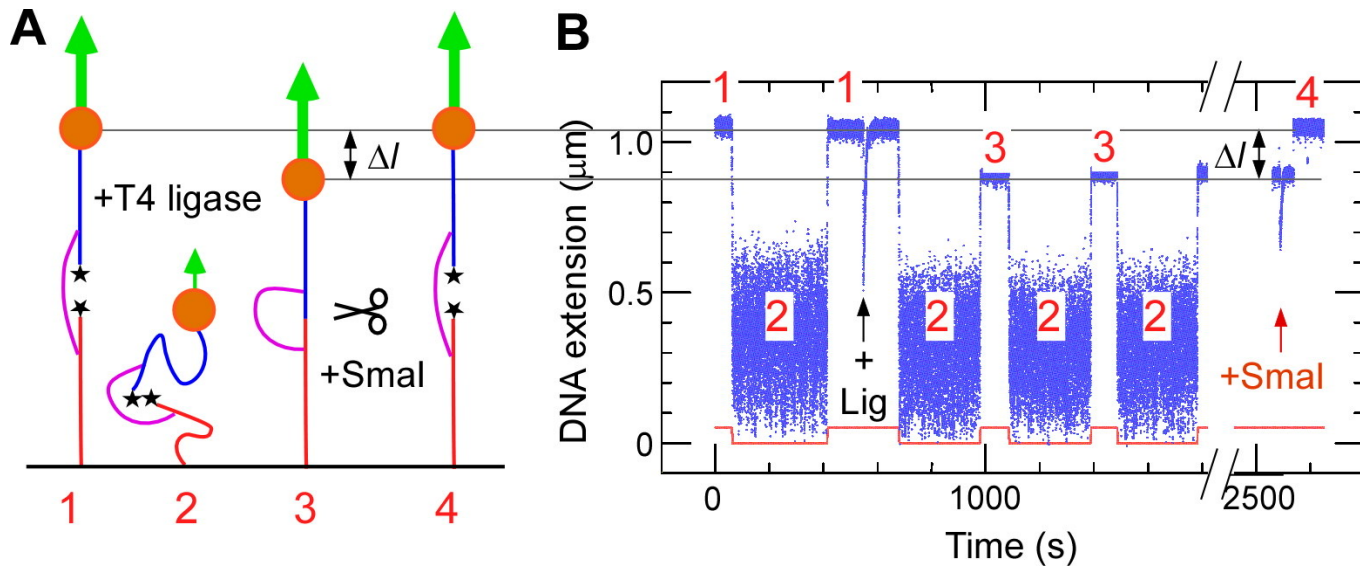 A
+T4 ligase
Δl
+SmaI
1 2 3 4
B
DNA extension (μm)
1.0
0.5
0
1 1 3 3 4
Δl
2 2 2 2
+
Lig
+SmaI
0 1000 2500
Time (s)